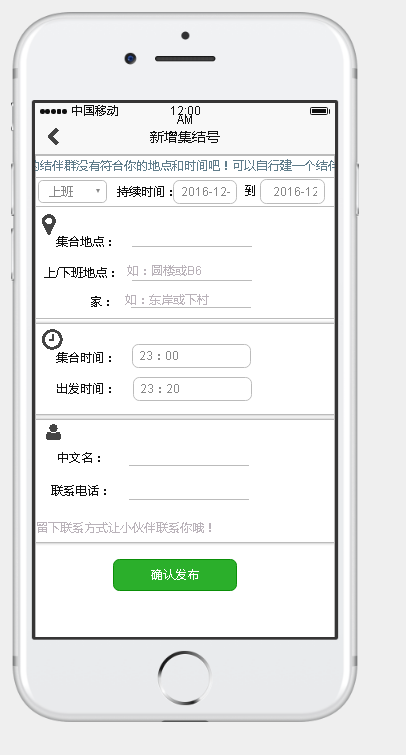 中国移动 12:00 AM
新增集结号
的结伴群没有符合你的地点和时间吧！可以自行建一个结伴
上班 持续时间： 2016-12- 到 2016-12
集合地点：
上/下班地点： 如：圆楼或B6
家： 如：东岸或下村
集合时间： 23：00
出发时间： 23：20
中文名：
联系电话：
留下联系方式让小伙伴联系你哦！
确认发布